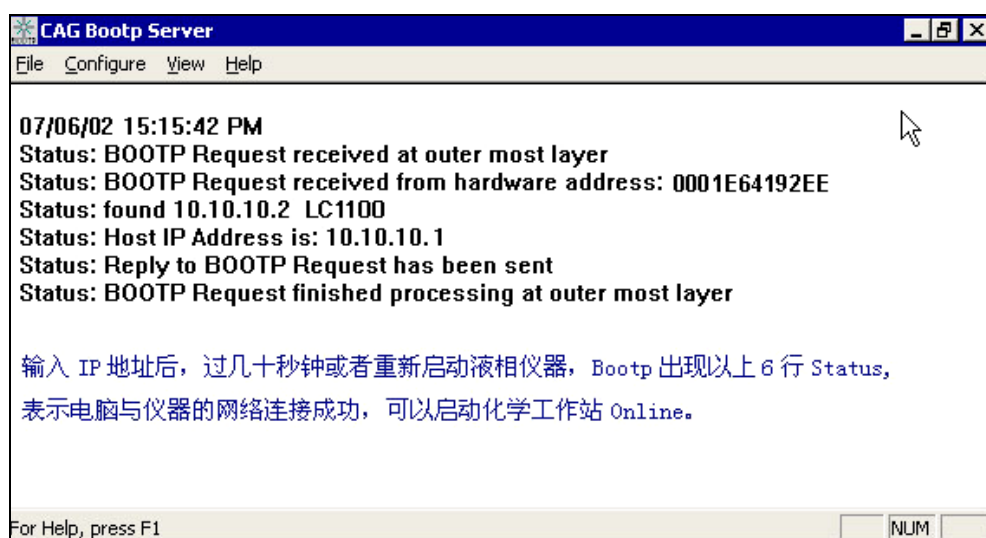 CAG Bootp Server
File Configure View Help
07/06/02 15:15:42 PM
Status: BOOTP Request received at outer most layer
Status: BOOTP Request received from hardware address: 0001E64192EE
Status: found 10.10.10.2 LC1100
Status: Host IP Address is: 10.10.10.1
Status: Reply to BOOTP Request has been sent
Status: BOOTP Request finished processing at outer most layer
输入 IP 地址后，过几十秒钟或者重新启动液相仪器，Bootp 出现以上 6 行 Status,
表示电脑与仪器的网络连接成功，可以启动化学工作站 Online。
For Help, press F1 NUM